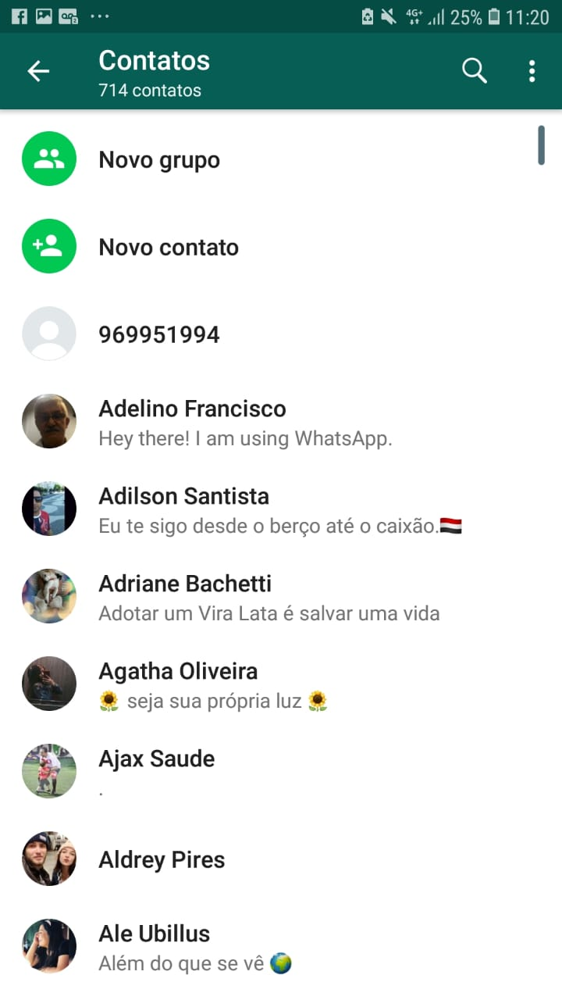 4G+ 25% 11:20
Contatos
714 contatos
Novo grupo
Novo contato
969951994
Adelino Francisco
Hey there! I am using WhatsApp.
Adilson Santista
Eu te sigo desde o berço até o caixão.🇾🇪
Adriane Bachetti
Adotar um Vira Lata é salvar uma vida
Agatha Oliveira
🌻 seja sua própria luz 🌻
Ajax Saude
.
Aldrey Pires
Ale Ubillus
Além do que se vê 🌍